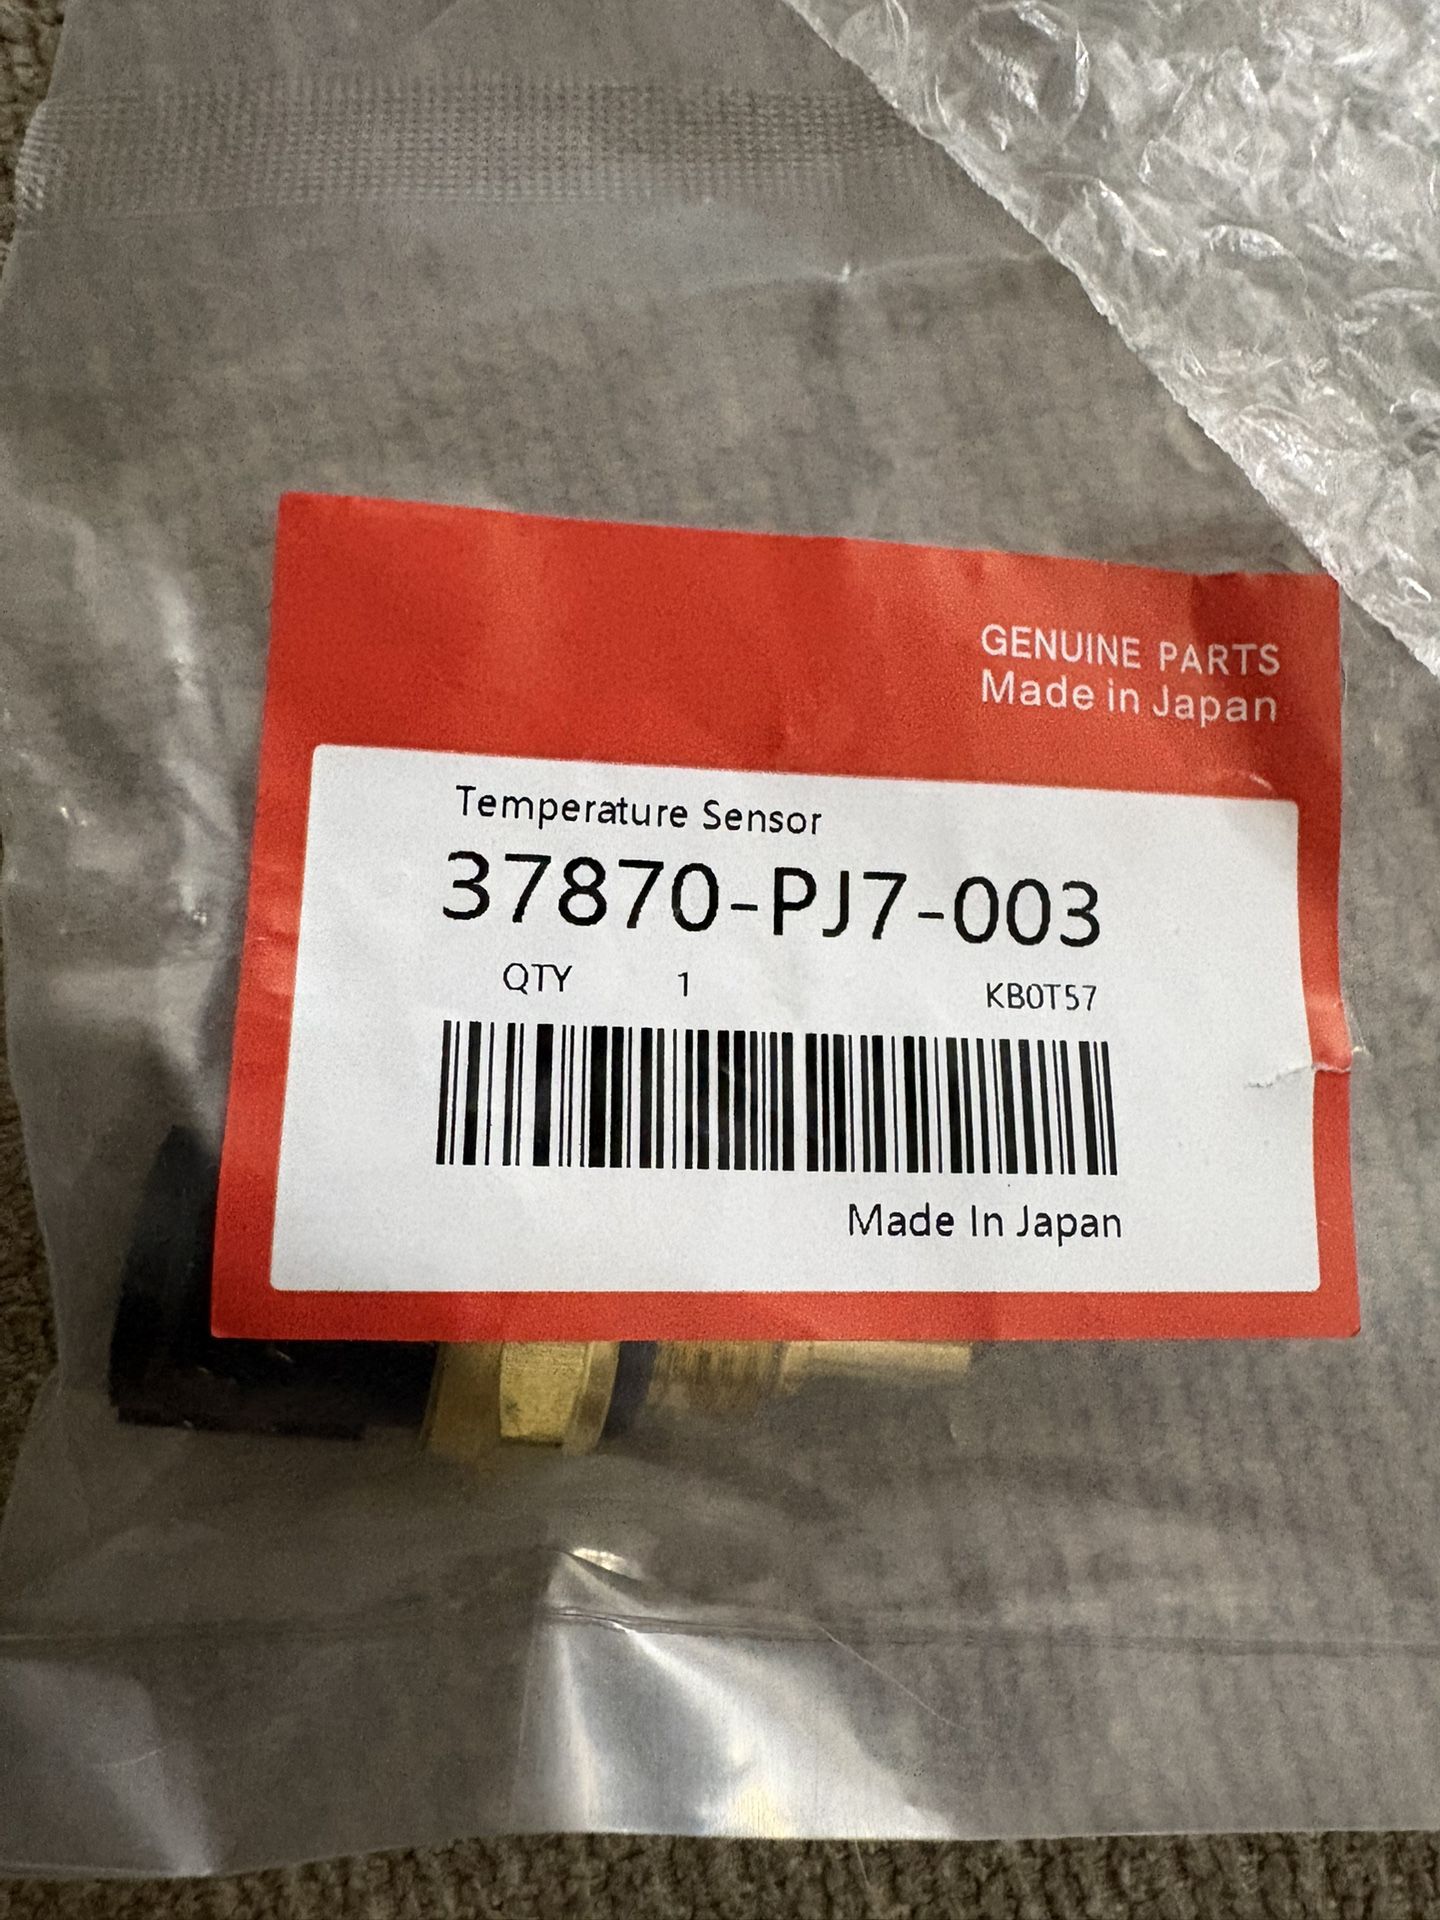 GENUINE PARTS
Made in Japan
Temperature Sensor
37870-PJ7-003
QTY 1 KB0T57
Made In Japan